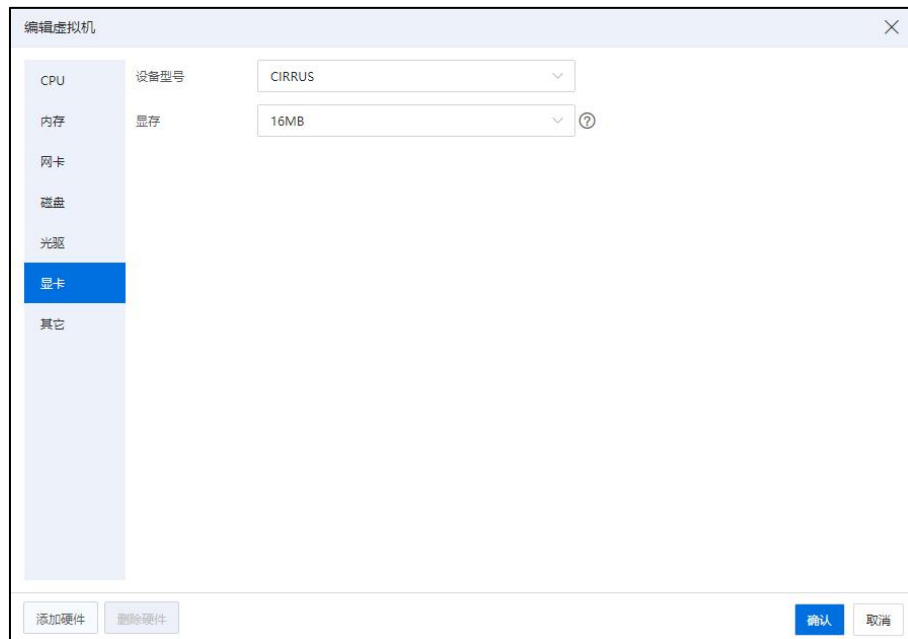 编辑虚拟机
CPU
设备型号
CIRRUS
内存
显存
16MB
网卡
磁盘
光驱
显卡
其它
添加硬件
删除硬件
确认
取消